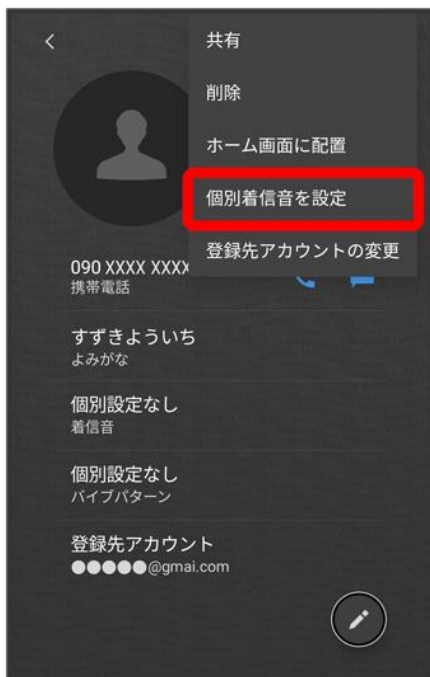 共有
削除
ホーム画面に配置
個別着信音を設定
登録先アカウントの変更
090 XXXX XXXX
携帯電話
すずきよういち
よみがな
個別設定なし
着信音
個別設定なし
バイブパターン
登録先アカウント
●●●●●@gmai.com